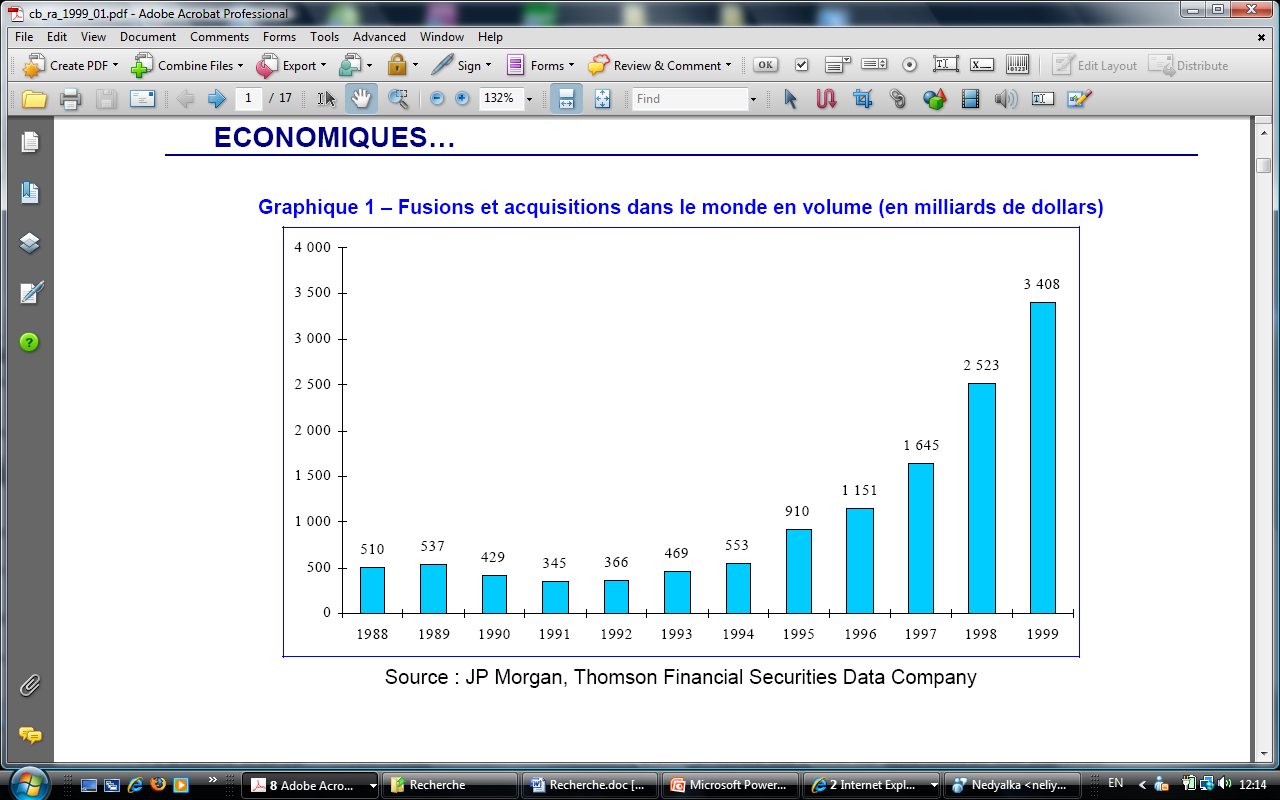 cb_ra_1999_01.pdf - Adobe Acrobat Professional
File Edit View Document Comments Forms Tools Advanced Window Help
Create PDF Combine Files Export Sign Forms Review & Comment OK Edit Layout Distribute
1 / 17 132% Find
ECONOMIQUES…
Graphique 1 – Fusions et acquisitions dans le monde en volume (en milliards de dollars)
4 000
3 500
3 000
2 500
2 000
1 500
1 000
500
0
510 537 429 345 366 469 553 910 1 151 1 645 2 523 3 408
1988 1989 1990 1991 1992 1993 1994 1995 1996 1997 1998 1999
Source : JP Morgan, Thomson Financial Securities Data Company
8 Adobe Acro... Recherche Recherche.doc [... Microsoft Power... 2 Internet Expl... Nedyalka <neliy... EN 12:14